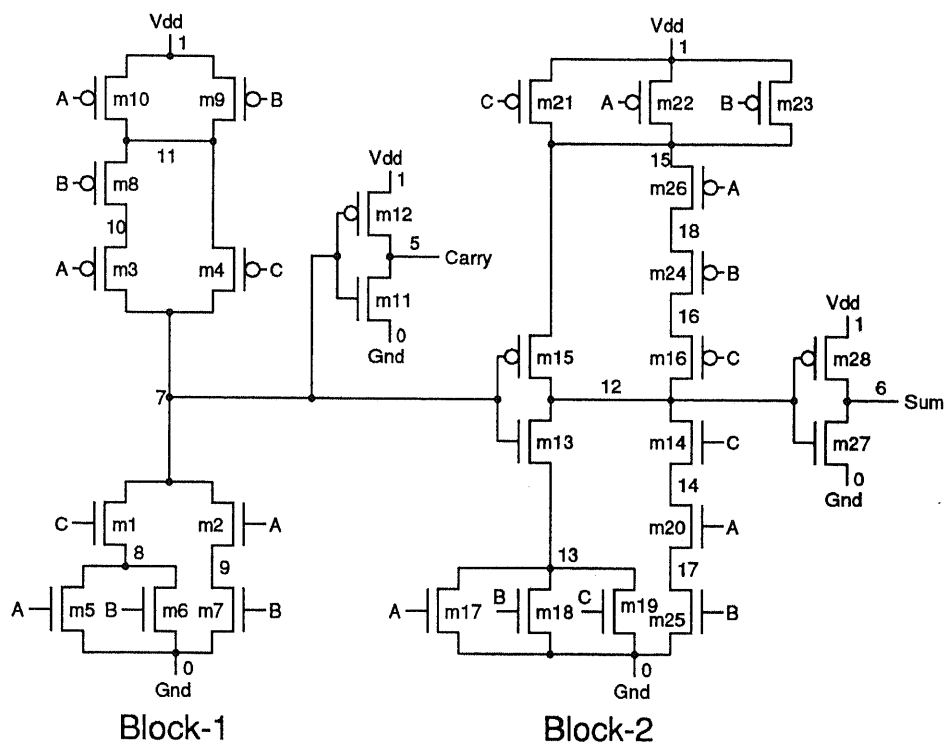 Vdd
1
A
m10
m9
B
11
B
m8
10
A
m3
m4
C
Vdd
1
m12
5
Carry
m11
0
Gnd
7
C
m1
m2
A
8
9
A
m5
B
m6
m7
B
0
Gnd
Block-1
Vdd
1
C
m21
A
m22
B
m23
15
m26
A
18
m24
B
16
m15
m16
C
12
m13
m14
C
14
m20
A
13
17
A
m17
B
m18
C
m19
m25
B
0
Gnd
Vdd
1
m28
6
Sum
m27
0
Gnd
Block-2